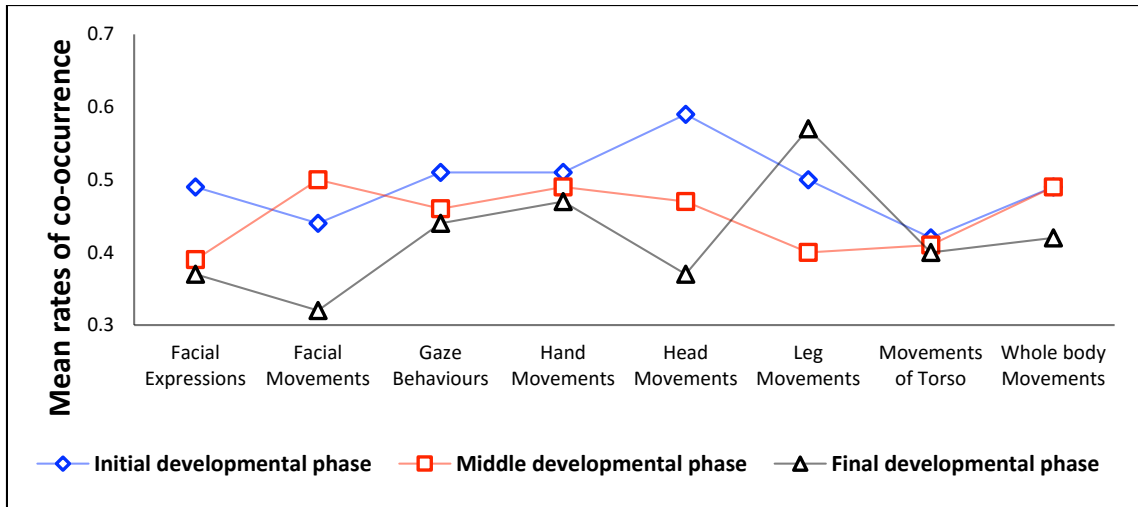 Mean rates of co-occurrence
0.7
0.6
0.5
0.4
0.3
Facial
Expressions
Facial
Movements
Gaze
Behaviours
Hand
Movements
Head
Movements
Leg
Movements
Movements
of Torso
Whole body
Movements
Initial developmental phase
Middle developmental phase
Final developmental phase